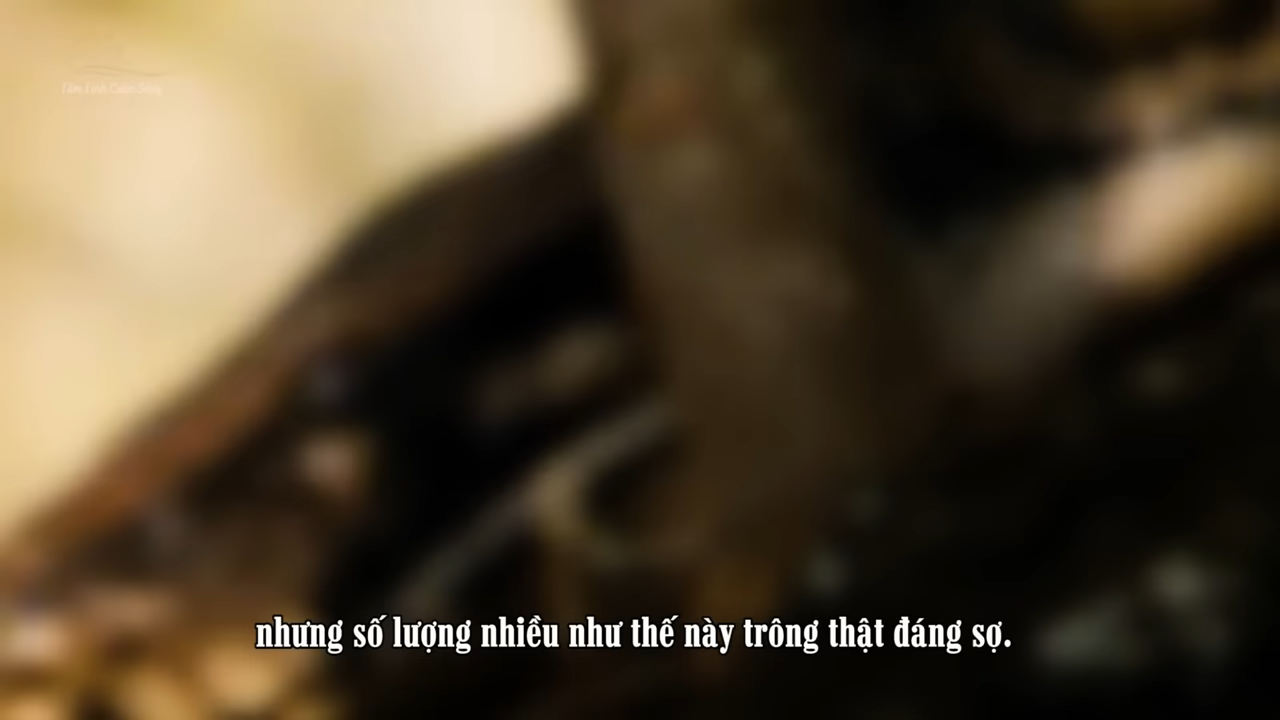 nhưng số lượng nhiều như thế này trông thật đáng sợ.